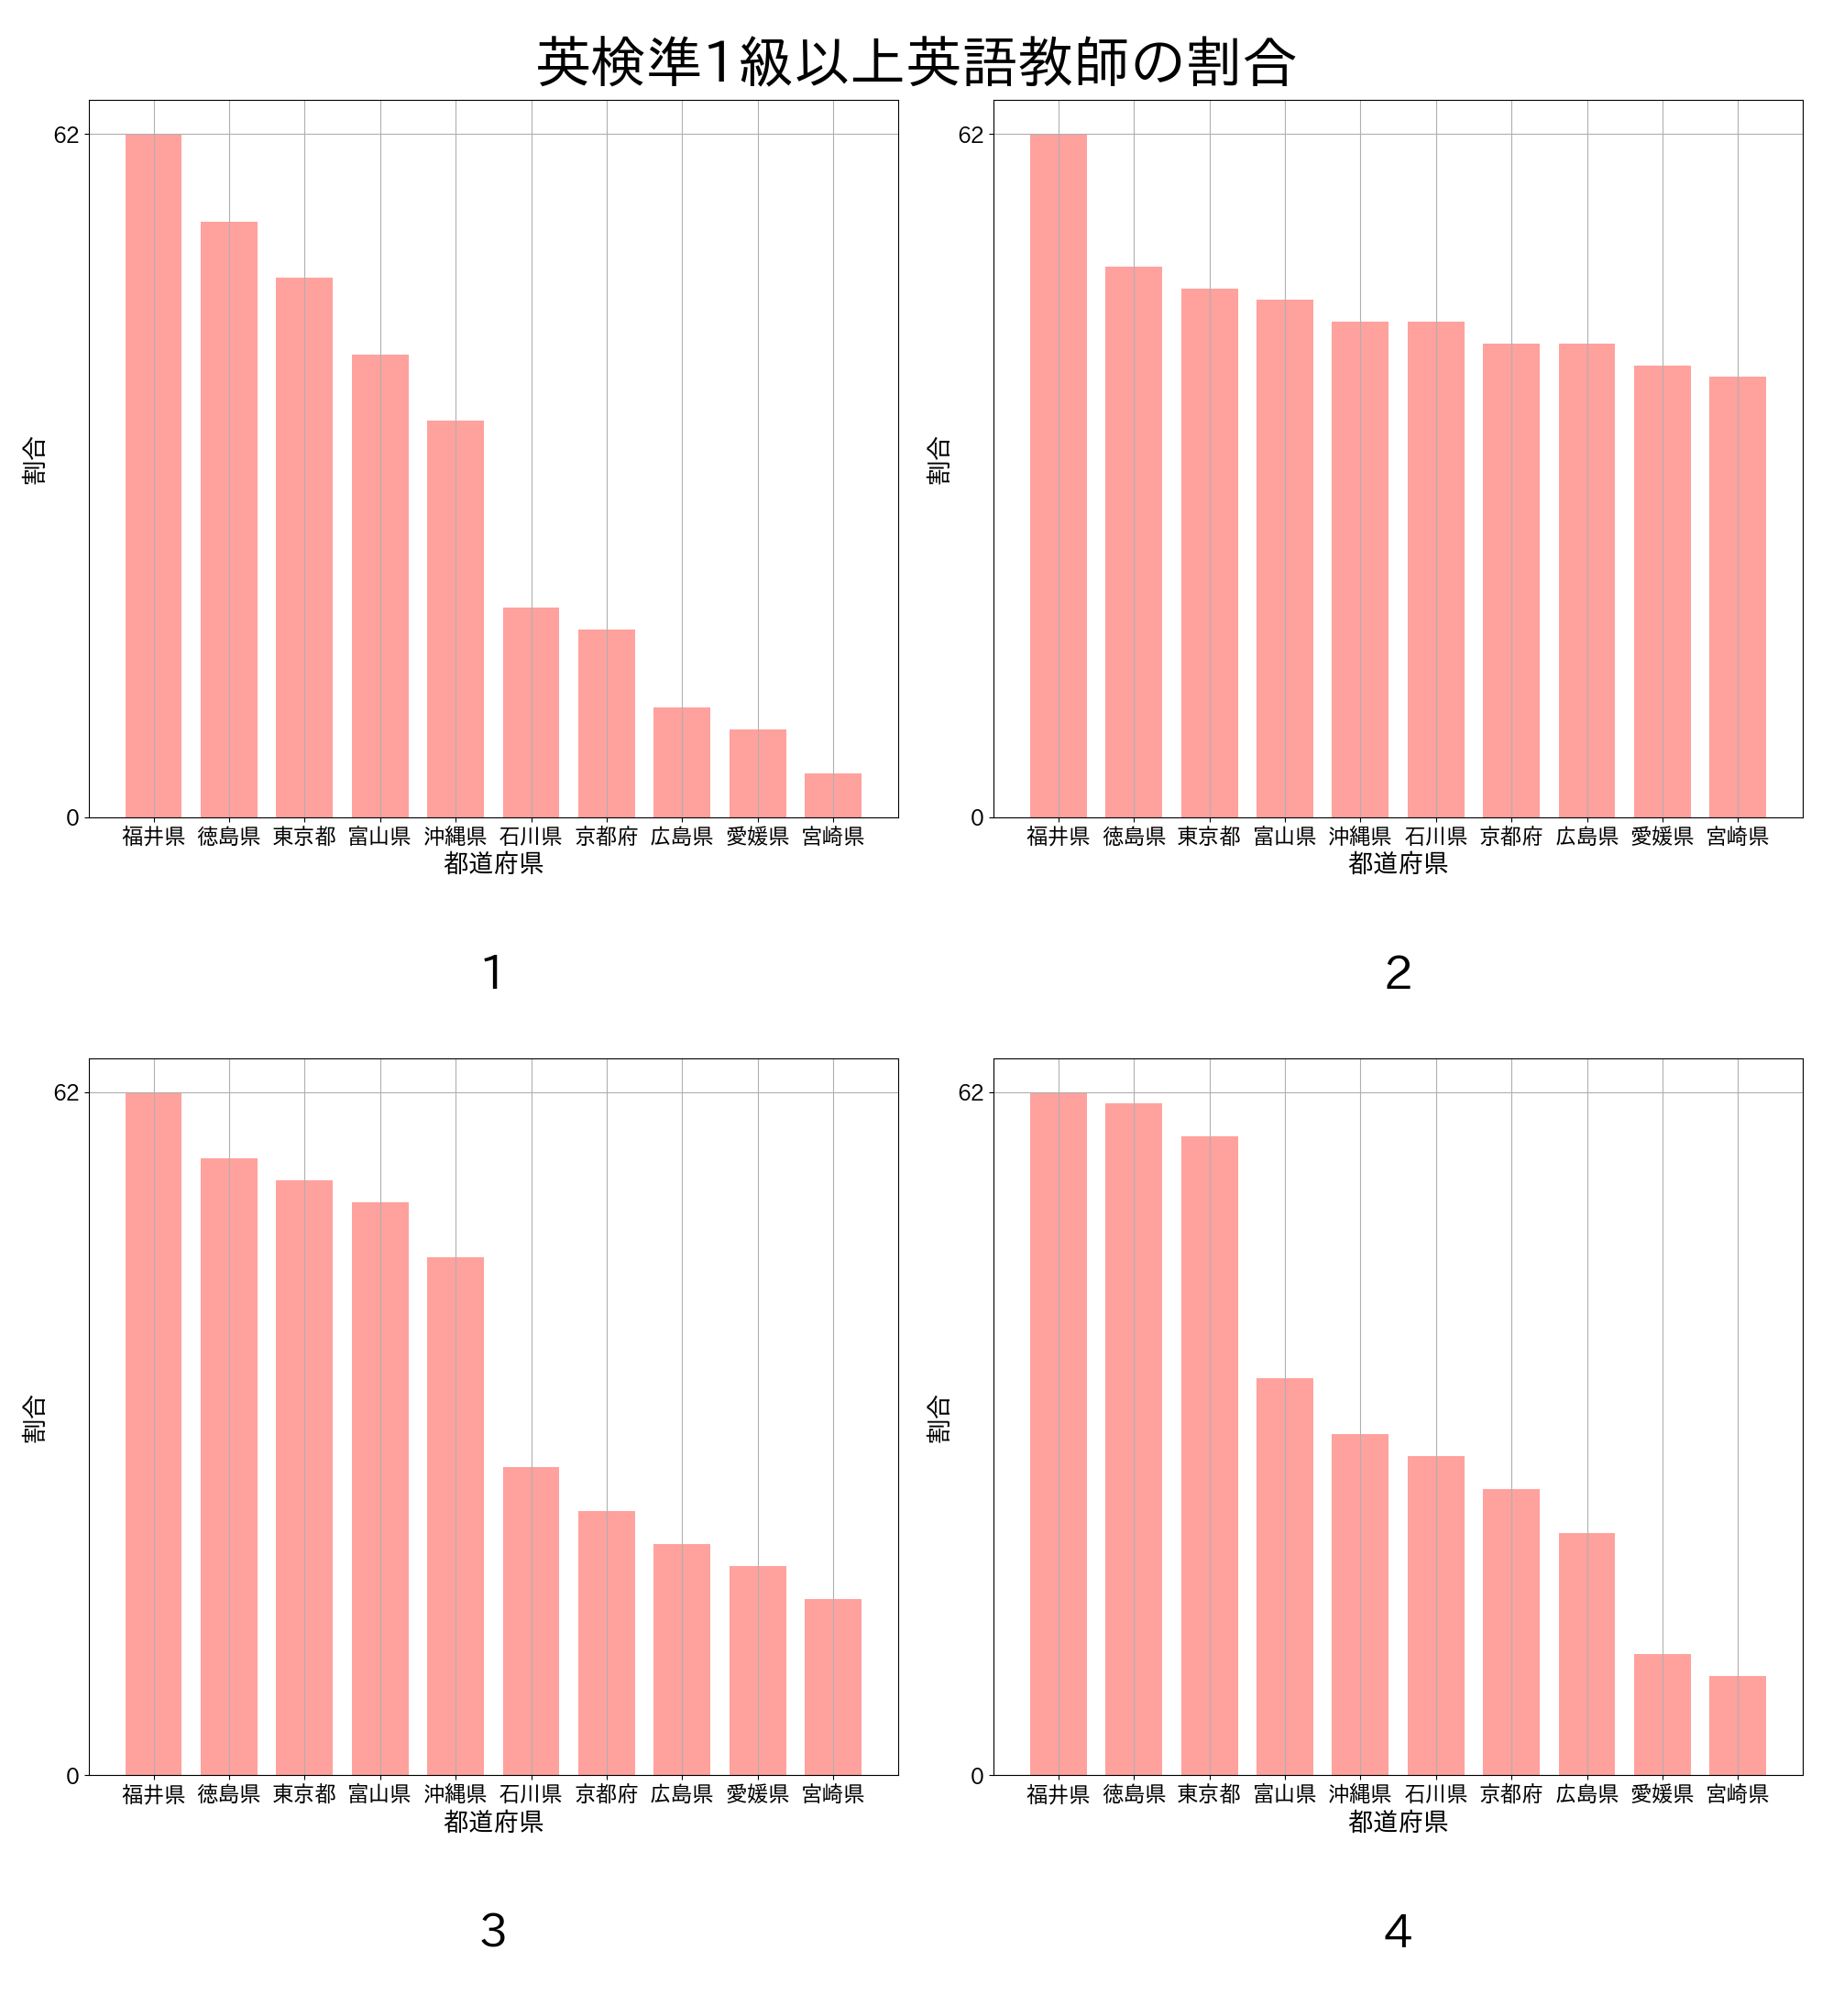 英検準1級以上英語教師の割合
62
0
割合
福井県 徳島県 東京都 富山県 沖縄県 石川県 京都府 広島県 愛媛県 宮崎県
都道府県
1
62
0
割合
福井県 徳島県 東京都 富山県 沖縄県 石川県 京都府 広島県 愛媛県 宮崎県
都道府県
2
62
0
割合
福井県 徳島県 東京都 富山県 沖縄県 石川県 京都府 広島県 愛媛県 宮崎県
都道府県
3
62
0
割合
福井県 徳島県 東京都 富山県 沖縄県 石川県 京都府 広島県 愛媛県 宮崎県
都道府県
4